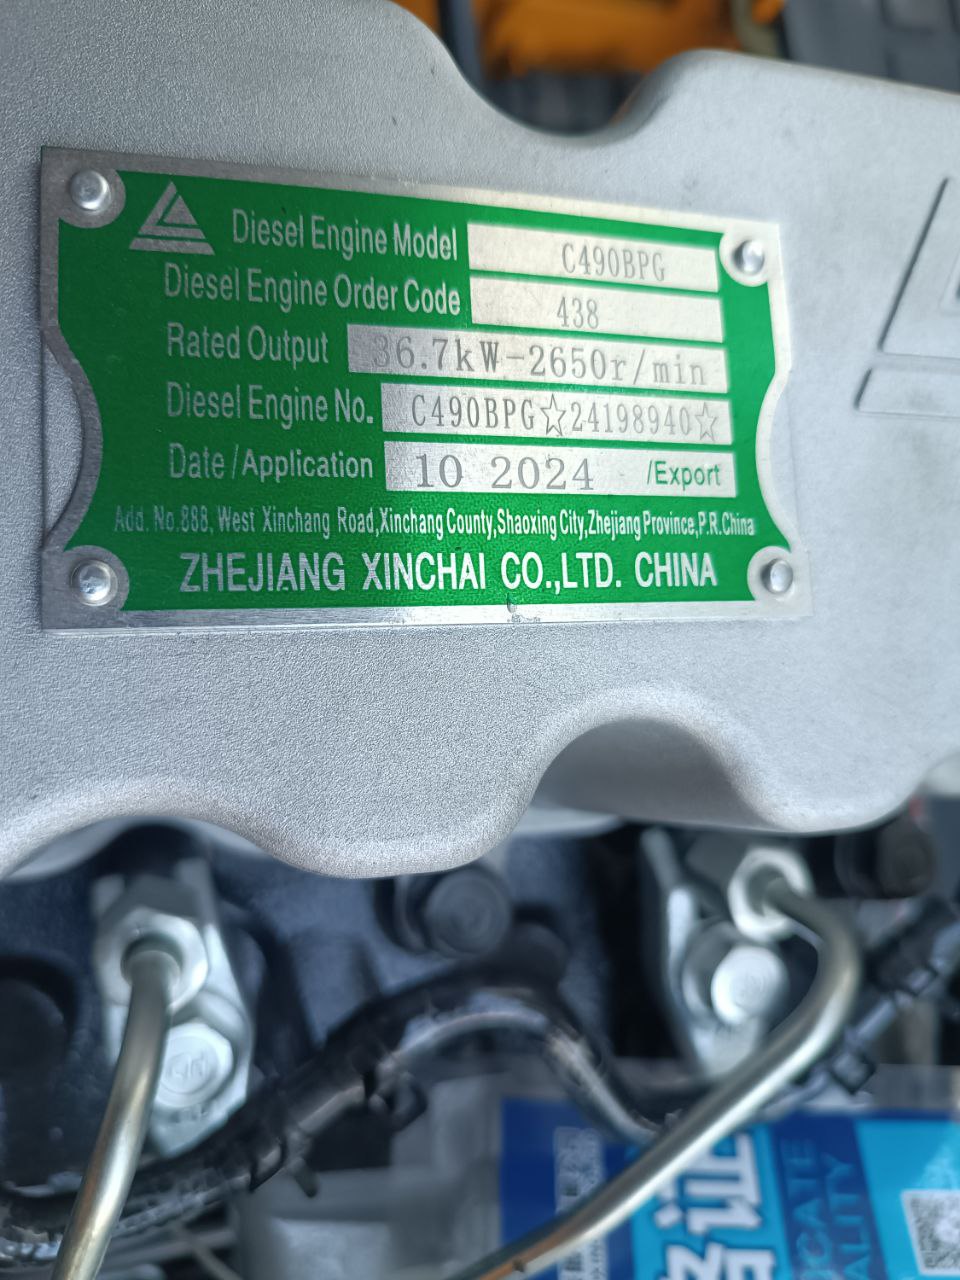 Diesel Engine Model C490BPG
Diesel Engine Order Code 438
Rated Output 36.7kW-2650r/min
Diesel Engine No. C490BPG☆24198940☆
Date/Application 10 2024 /Export
Add. No.888, West Xinchang Road,Xinchang County,Shaoxing City,Zhejiang Province,P.R.China
ZHEJIANG XINCHAI CO.,LTD. CHINA